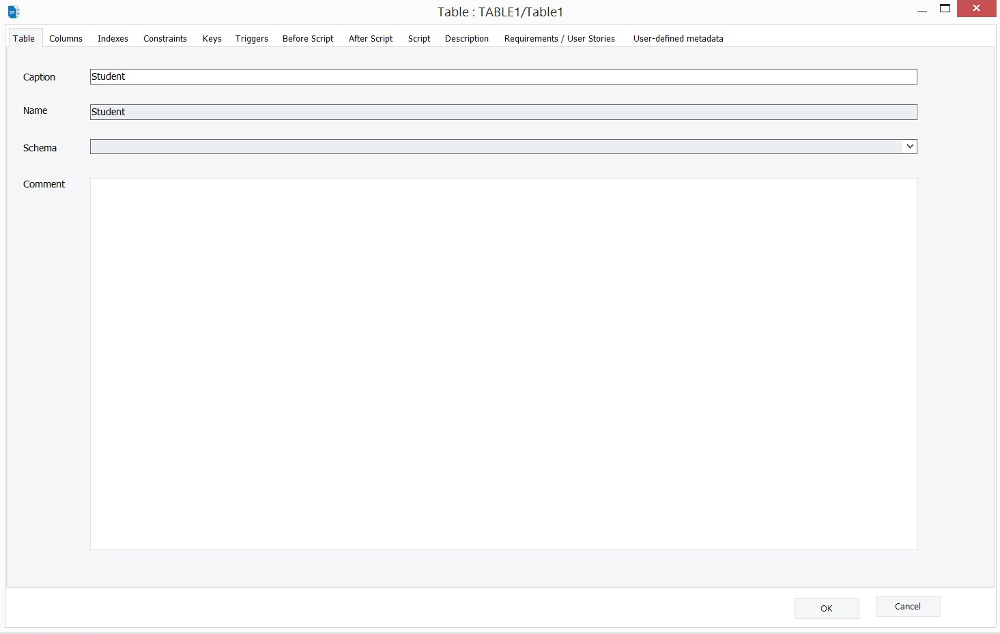 Table : TABLE1/Table1
Table Columns Indexes Constraints Keys Triggers Before Script After Script Script Description Requirements / User Stories User-defined metadata
Caption Student
Name Student
Schema
Comment
OK Cancel